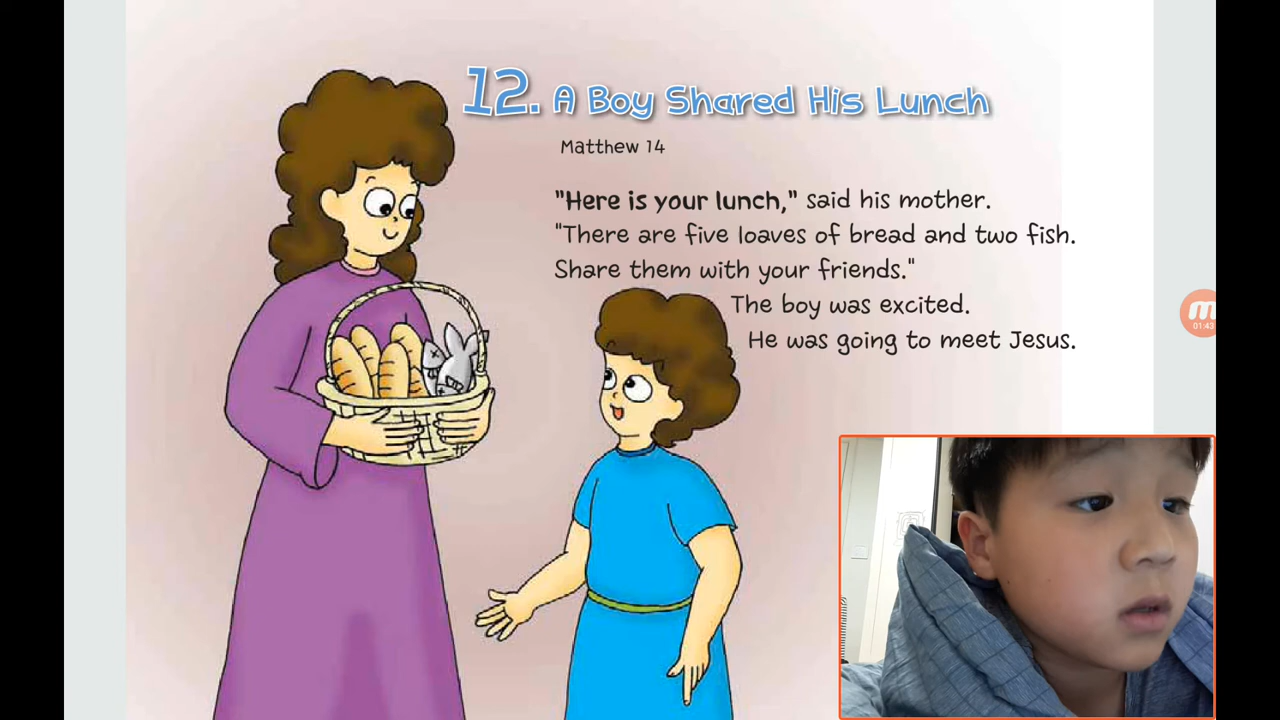 12. A Boy Shared His Lunch
Matthew 14
"Here is your lunch," said his mother.
"There are five loaves of bread and two fish.
Share them with your friends."
The boy was excited.
He was going to meet Jesus.
01:43